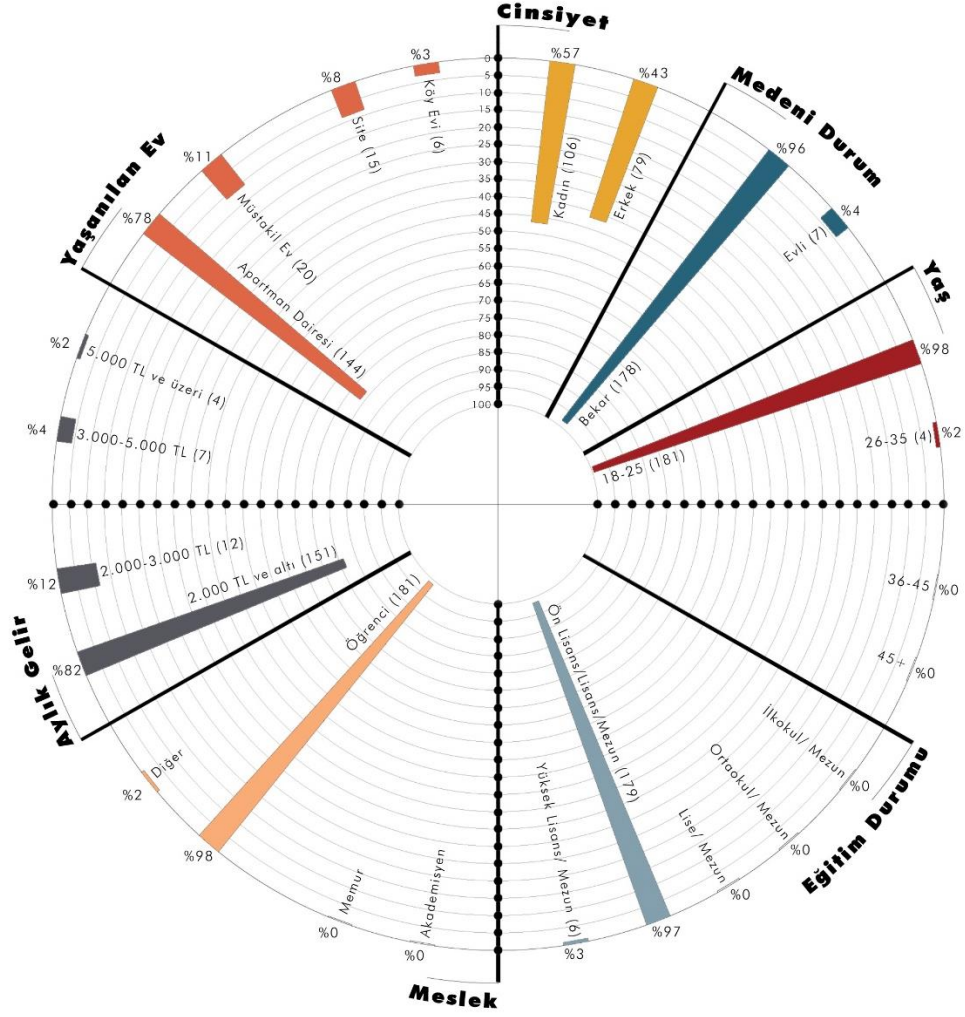 Cinsiyet
%57
Kadın (106)
%43
Erkek (79)
Medeni Durum
%96
Bekar (178)
%4
Evli (7)
Yaş
%98
18-25 (181)
%2
26-35 (4)
36-45
%0
45+
%0
Eğitim Durumu
İlkokul/ Mezun
%0
Ortaokul/ Mezun
%0
Lise/ Mezun
%0
Ön Lisans/Lisans/Mezun (179)
%97
Yüksek Lisans/ Mezun (6)
%3
Meslek
Akademisyen
%0
Memur
%0
Öğrenci (181)
%98
Diğer
%2
Aylık Gelir
2.000 TL ve altı (151)
%82
2.000-3.000 TL (12)
%12
3.000-5.000 TL (7)
%4
5.000 TL ve üzeri (4)
%2
Yaşanılan Ev
%78
Apartman Dairesi (144)
%11
Müstakil Ev (20)
%8
Site (15)
%3
Köy Evi (6)
0
5
10
15
20
25
30
35
40
45
50
55
60
65
70
75
80
85
90
95
100